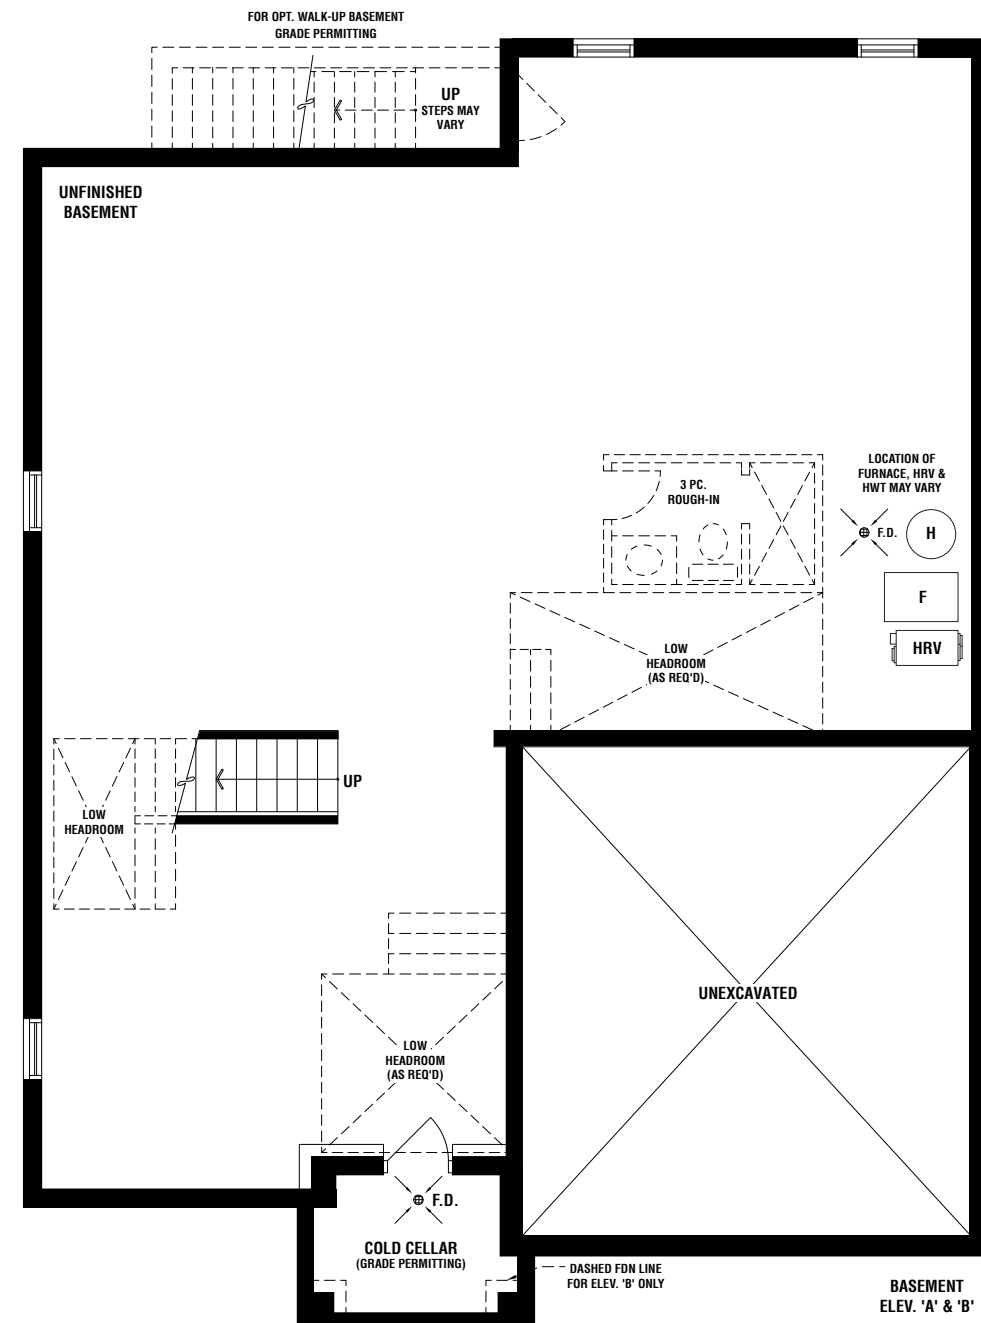 FOR OPT. WALK-UP BASEMENT
GRADE PERMITTING
UP
STEPS MAY
VARY
UNFINISHED
BASEMENT
LOCATION OF
FURNACE, HRV &
HWT MAY VARY
3 PC.
ROUGH-IN
F.D.
H
F
HRV
LOW
HEADROOM
(AS REQ'D)
UP
LOW
HEADROOM
UNEXCAVATED
LOW
HEADROOM
(AS REQ'D)
F.D.
COLD CELLAR
(GRADE PERMITTING)
DASHED FDN LINE
FOR ELEV. 'B' ONLY
BASEMENT
ELEV. 'A' & 'B'